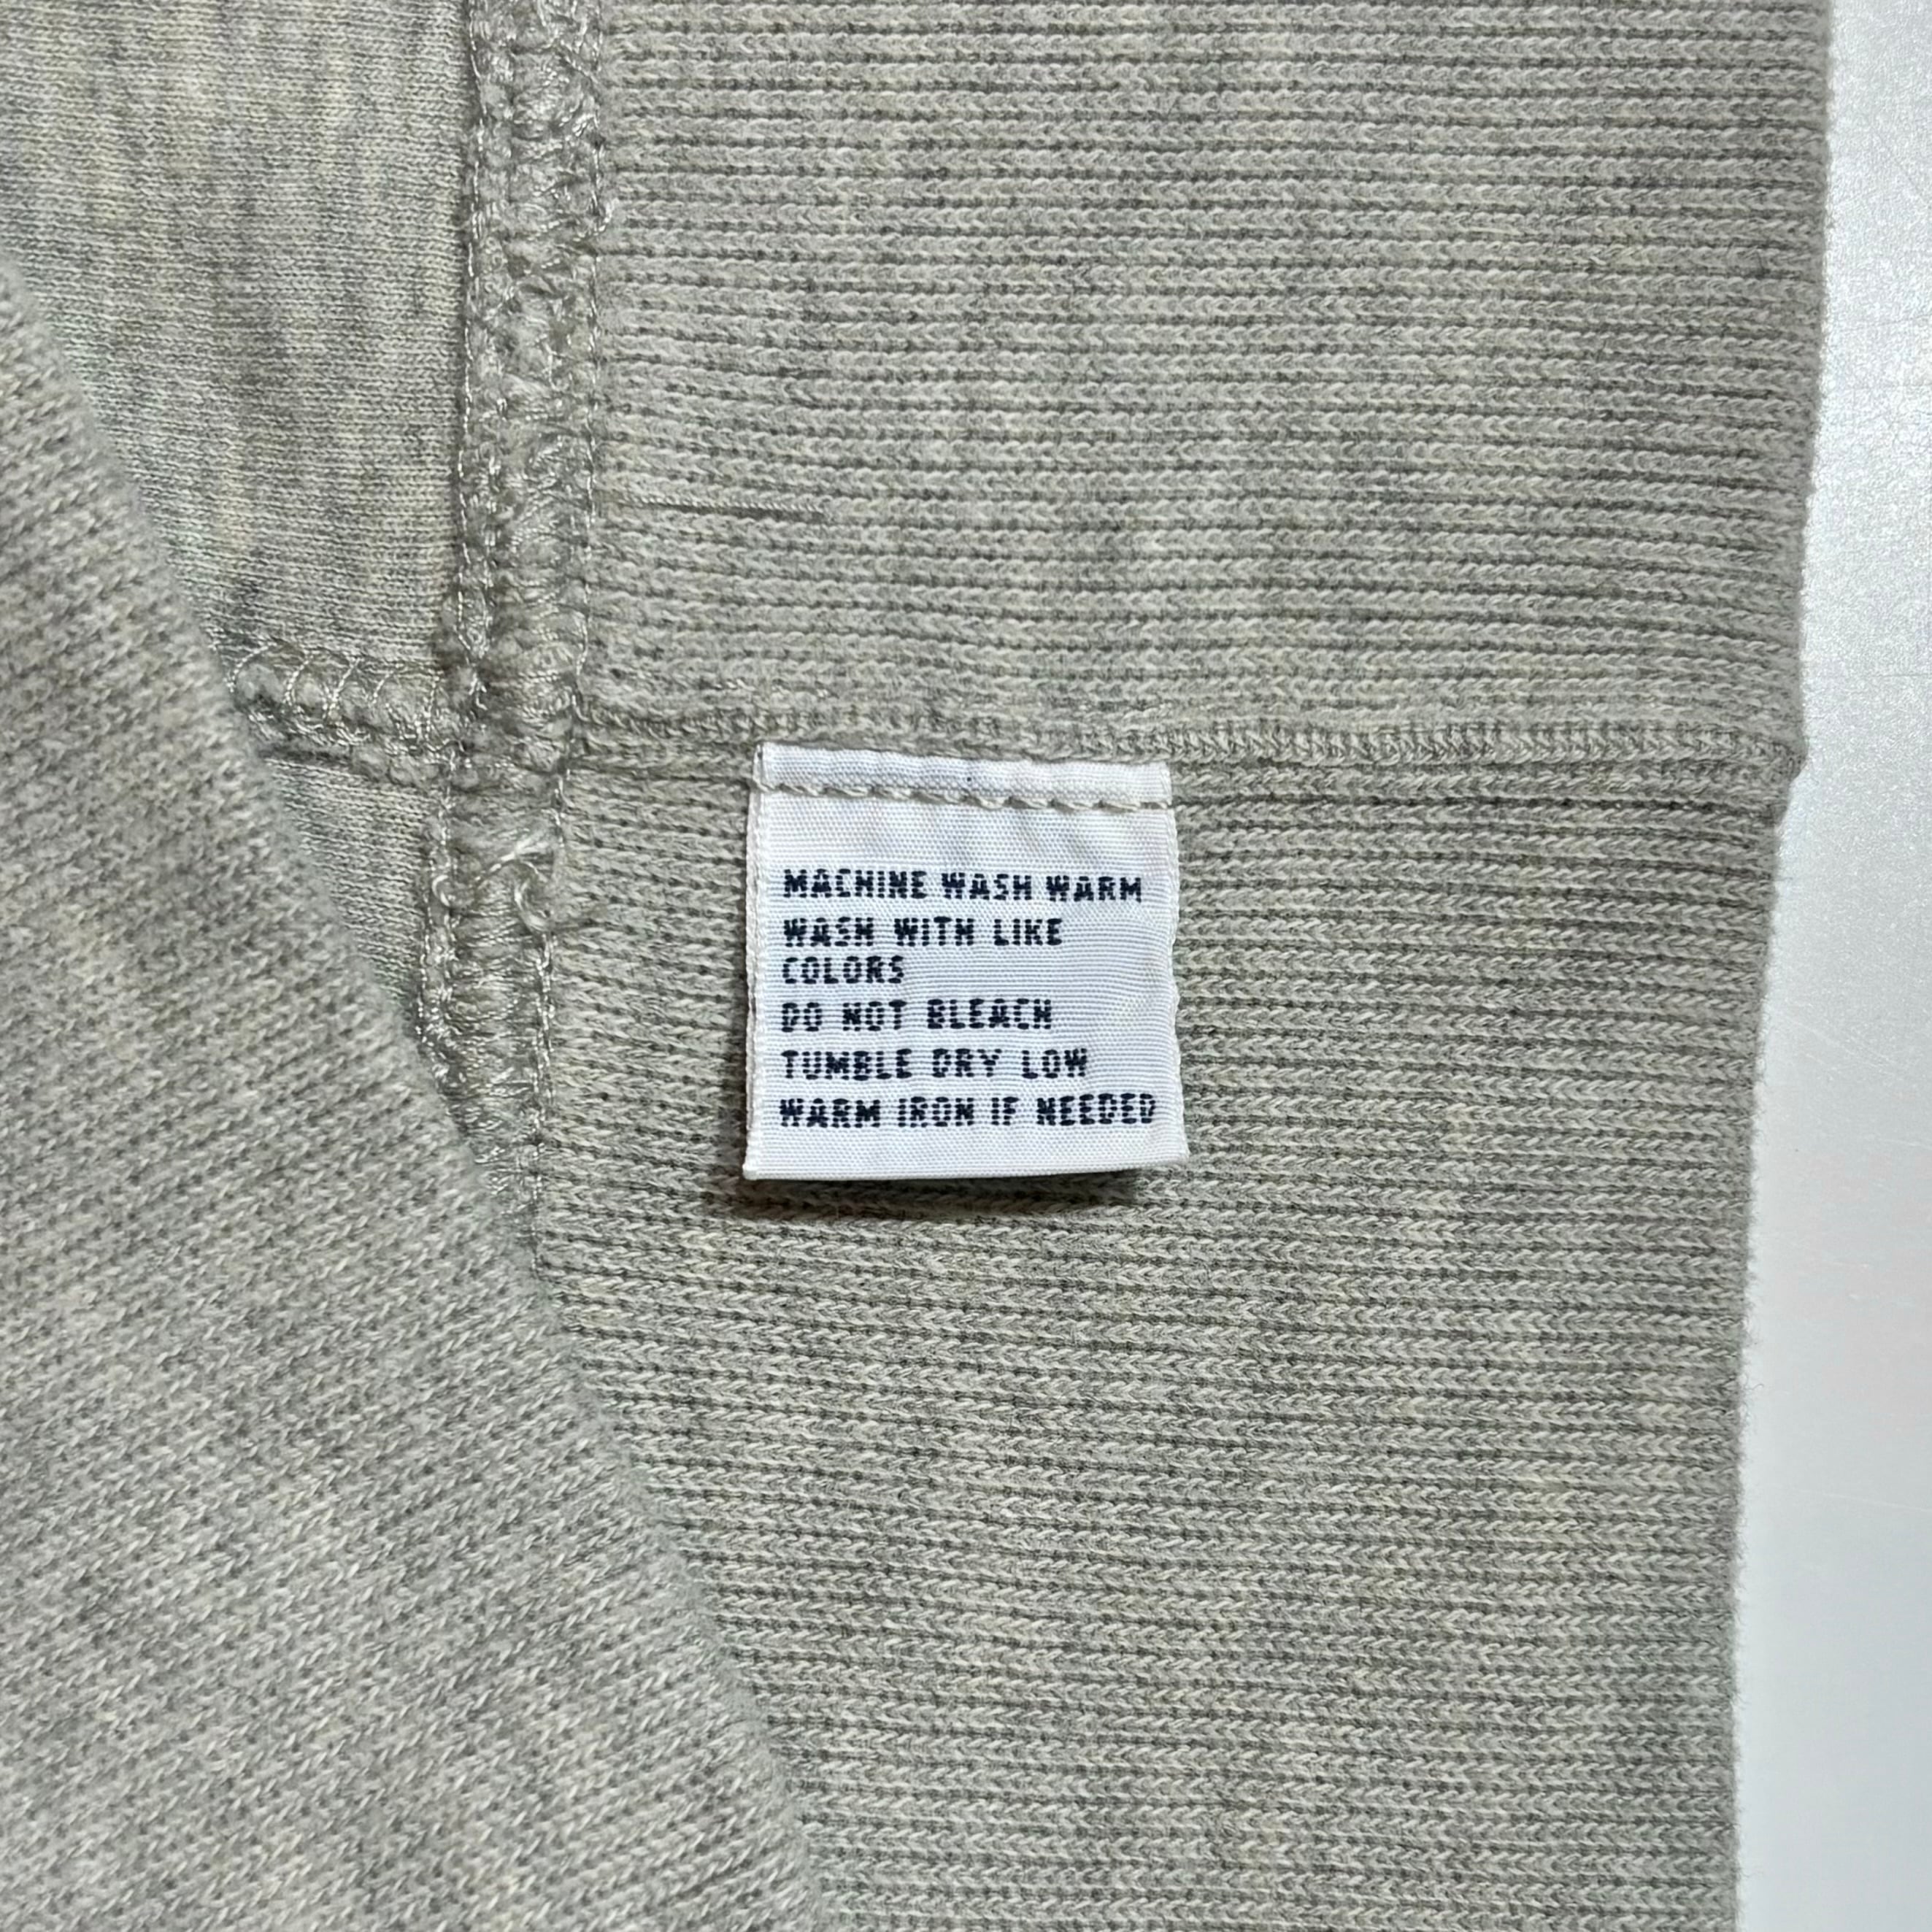 MACHINE WASH WARM
WASH WITH LIKE
COLORS
DO NOT BLEACH
TUMBLE DRY LOW
WARM IRON IF NEEDED